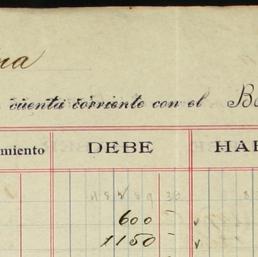 cuenta corriente con el B
miento DEBE HA
600
1150